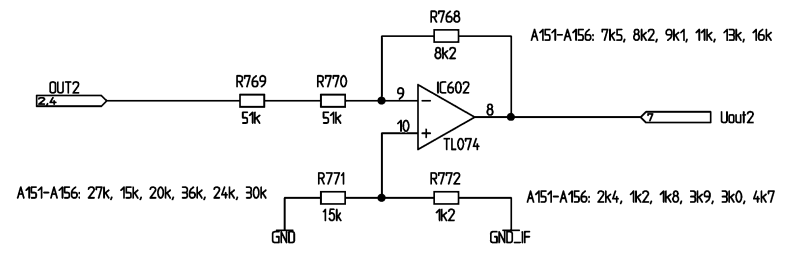 R768
A151-A156: 7k5, 8k2, 9k1, 11k, 13k, 16k
8k2
OUT2
2,4
R769
R770
IC602
9
8
51k
51k
10
7
Uout2
TL074
A151-A156: 27k, 15k, 20k, 36k, 24k, 30k
R771
R772
A151-A156: 2k4, 1k2, 1k8, 3k9, 3k0, 4k7
15k
1k2
GND
GND_IF